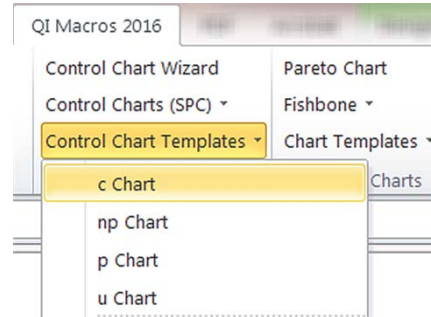 QI Macros 2016
Control Chart Wizard Pareto Chart
Control Charts (SPC) Fishbone
Control Chart Templates Chart Templates
c Chart Charts
np Chart
p Chart
u Chart